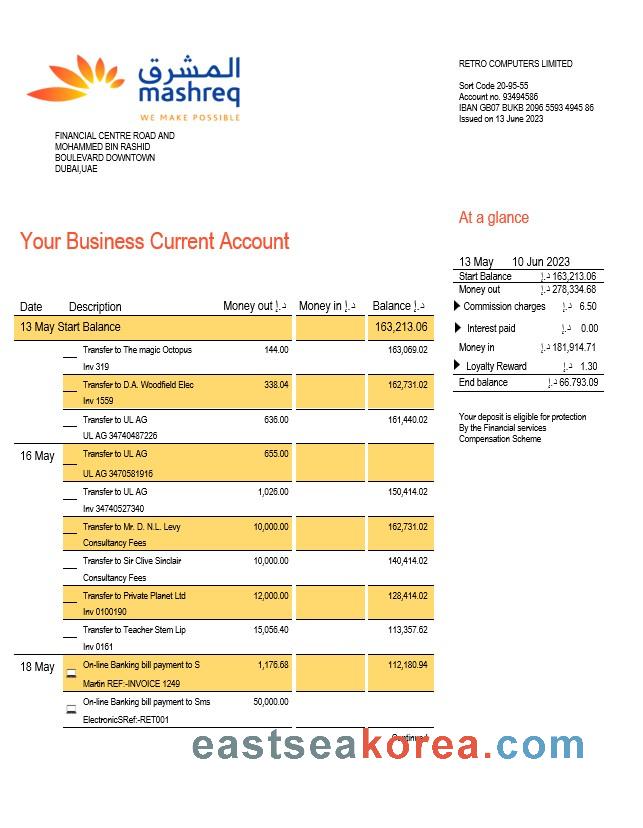 المشرق
mashreq
WE MAKE POSSIBLE
FINANCIAL CENTRE ROAD AND
MOHAMMED BIN RASHID
BOULEVARD DOWNTOWN
DUBAI,UAE
RETRO COMPUTERS LIMITED
Sort Code 20-95-55
Account no. 93494586
IBAN GB07 BUKB 2096 5593 4945 86
Issued on 13 June 2023
Your Business Current Account
At a glance
13 May 10 Jun 2023
Start Balance د.إ 163,213.06
Money out د.إ 278,334.68
Commission charges د.إ 6.50
Interest paid د.إ 0.00
Money in د.إ 181,914.71
Loyalty Reward د.إ 1.30
End balance د.إ 66.793.09
Your deposit is eligible for protection
By the Financial services
Compensation Scheme
Date Description Money out د.إ Money in د.إ Balance د.إ
13 May Start Balance 163,213.06
Transfer to The magic Octopus 144.00 163,069.02
Inv 319
Transfer to D.A. Woodfield Elec 338.04 162,731.02
Inv 1559
Transfer to UL AG 636.00 161,440.02
UL AG 34740487226
16 May Transfer to UL AG 655.00
UL AG 3470581916
Transfer to UL AG 1,026.00 150,414.02
Inv 34740527340
Transfer to Mr. D. N.L. Levy 10,000.00 162,731.02
Consultancy Fees
Transfer to Sir Clive Sinclair 10,000.00 140,414.02
Consultancy Fees
Transfer to Private Planet Ltd 12,000.00 128,414.02
Inv 0100190
Transfer to Teacher Stem Lip 15,056.40 113,357.62
Inv 0161
18 May On-line Banking bill payment to S 1,176.68 112,180.94
Martin REF:-INVOICE 1249
On-line Banking bill payment to Sms 50,000.00
ElectronicSRef:-RET001
Continued
eastseakorea.com